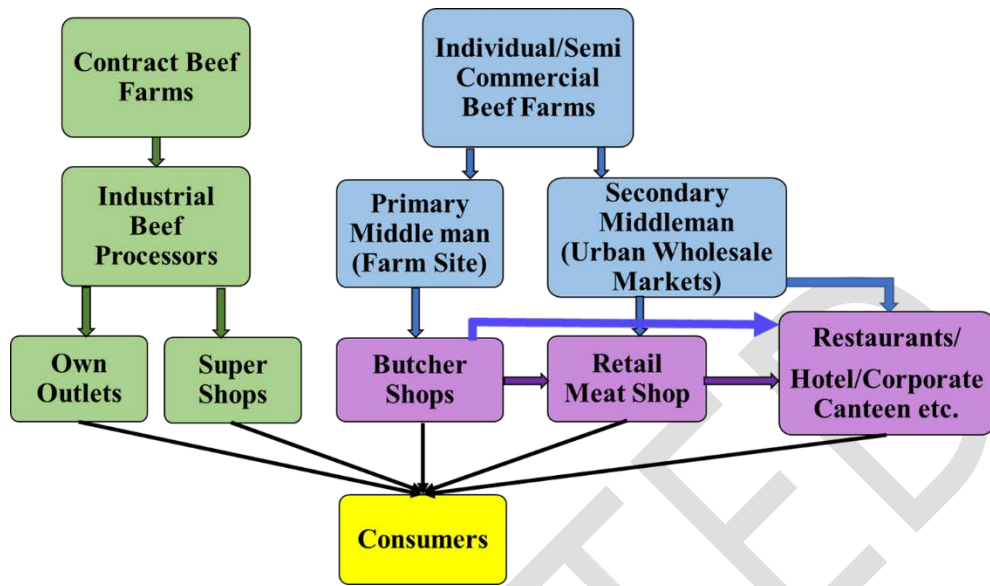 Contract Beef
Farms
Individual/Semi
Commercial
Beef Farms
Industrial
Beef
Processors
Primary
Middle man
(Farm Site)
Secondary
Middleman
(Urban Wholesale
Markets)
Own
Outlets
Super
Shops
Butcher
Shops
Retail
Meat Shop
Restaurants/
Hotel/Corporate
Canteen etc.
Consumers